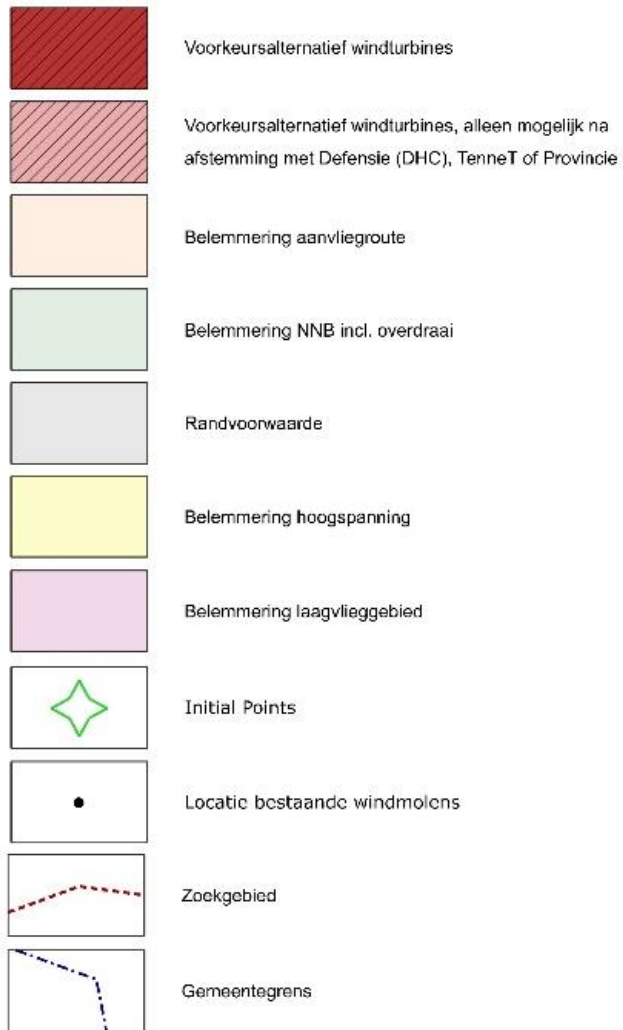 Voorkeursalternatief windturbines
Voorkeursalternatief windturbines, alleen mogelijk na
afstemming met Defensie (DHC), TenneT of Provincie
Belemmering aanvliegroute
Belemmering NNB incl. overdraai
Randvoorwaarde
Belemmering hoogspanning
Belemmering laagvlieggebied
Initial Points
Locatie bestaande windmolens
Zoekgebied
Gemeentegrens